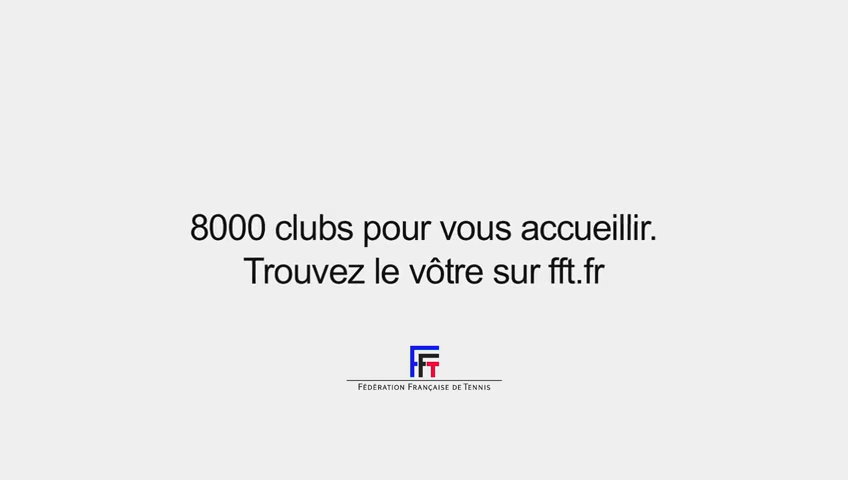 8000 clubs pour vous accueillir.
Trouvez le vôtre sur fft.fr
FFT
FÉDÉRATION FRANÇAISE DE TENNIS